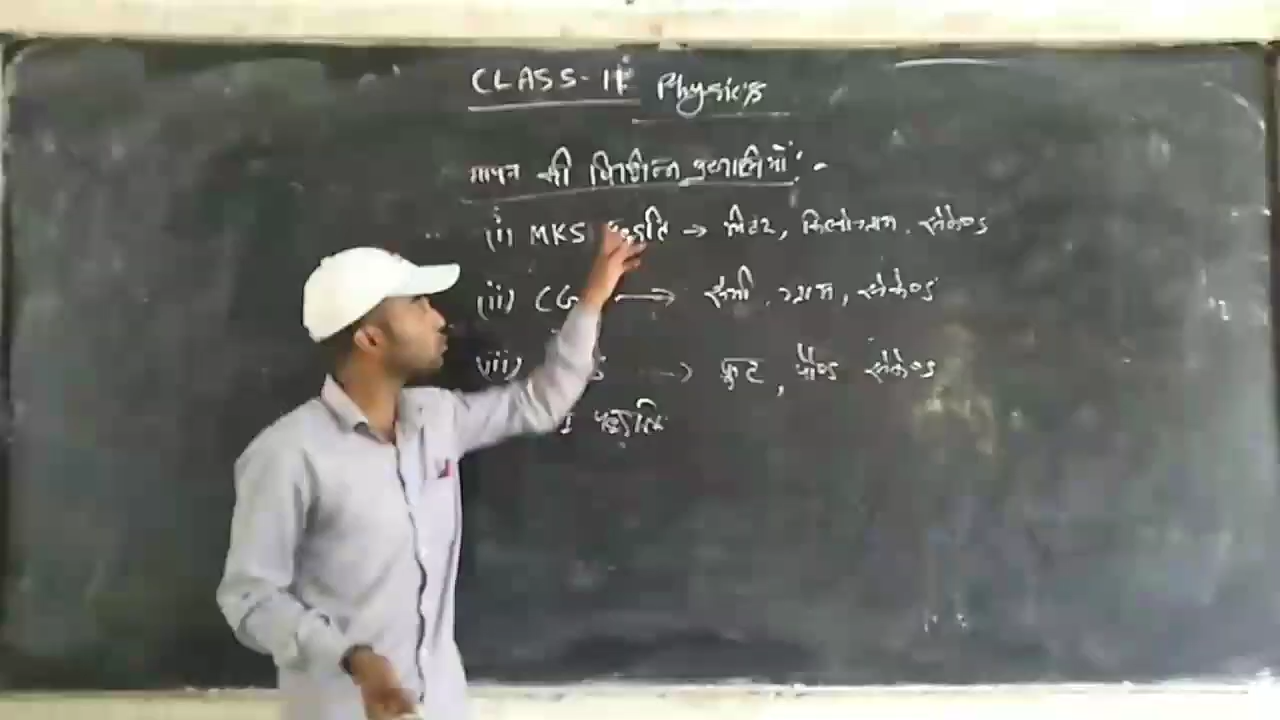 CLASS-11 Physics
मापन की विभिन्न प्रणालियाँ:-
(i) MKS पद्धति → मीटर, किलोग्राम, सेकेण्ड
(ii) CG → सेमी, ग्राम, सेकेण्ड
(iii) → फुट, पौण्ड सेकेण्ड
पद्धति